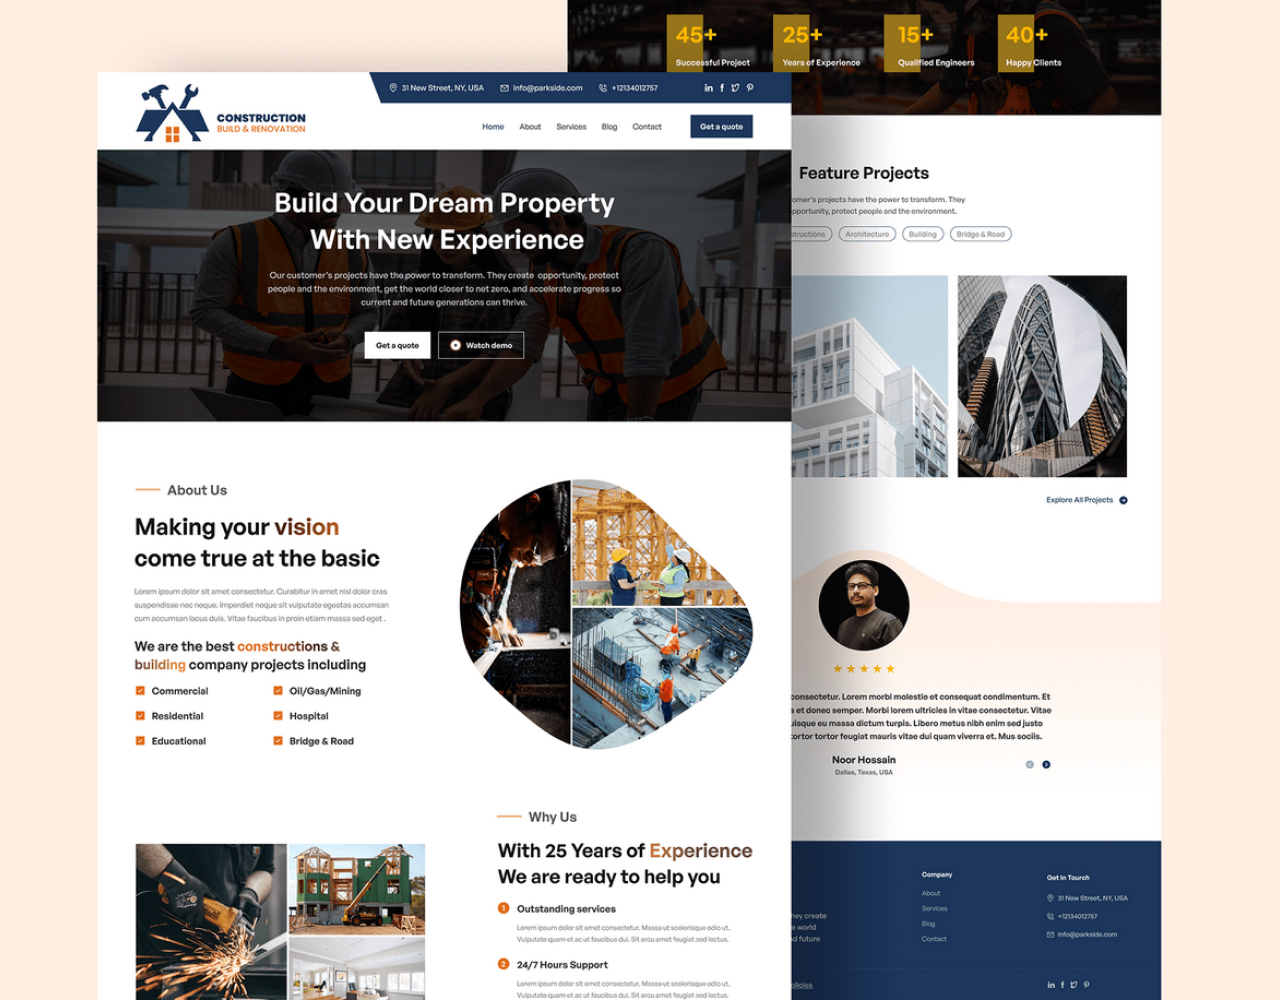 45+
25+
15+
40+
Successful Project
Years of Experience
Qualified Engineers
Happy Clients
31 New Street, NY, USA
info@parkside.com
+12134012757
CONSTRUCTION
BUILD & RENOVATION
Home
About
Services
Blog
Contact
Get a quote
Build Your Dream Property
With New Experience
Our customer's projects have the power to transform. They create opportunity, protect
people and the environment, get the world closer to net zero, and accelerate progress so
current and future generations can thrive.
Get a quote
Watch demo
About Us
Making your vision
come true at the basic
Lorem ipsum dolor sit amet consectetur. Curabitur in amet nisl dolor cras
suspendisse nec neque. Imperdiet neque sit vulputate egestas accumsan
cum accumsan lacus duis. Vitae faucibus in proin etiam massa sed eget .
We are the best constructions &
building company projects including
Commercial
Oil/Gas/Mining
Residential
Hospital
Educational
Bridge & Road
Why Us
With 25 Years of Experience
We are ready to help you
1 Outstanding services
Lorem ipsum dolor sit amet consectetur. Massa ut scelerisque odio ut.
Vulputate quam et ac ut faucibus dui. Sit arcu amet feugiat sed lectus.
2 24/7 Hours Support
Lorem ipsum dolor sit amet consectetur. Massa ut scelerisque odio ut.
Vulputate quam et ac ut faucibus dui. Sit arcu amet feugiat sed lectus.
Feature Projects
omer's projects have the power to transform. They
pportunity, protect people and the environment.
structions
Architecture
Building
Bridge & Road
Explore All Projects
consectetur. Lorem morbi molestie et consequat condimentum. Et
s et donec semper. Morbi lorem ultricies in vitae consectetur. Vitae
uisque eu massa dictum turpis. Libero metus nibh enim sed justo
tortor tortor feugiat mauris vitae dui quam viverra et. Mus sociis.
Noor Hossain
Dallas, Texas, USA
hey create
e world
d future
olicies
Company
About
Services
Blog
Contact
Get In Tourch
31 New Street, NY, USA
+12134012757
info@parkside.com